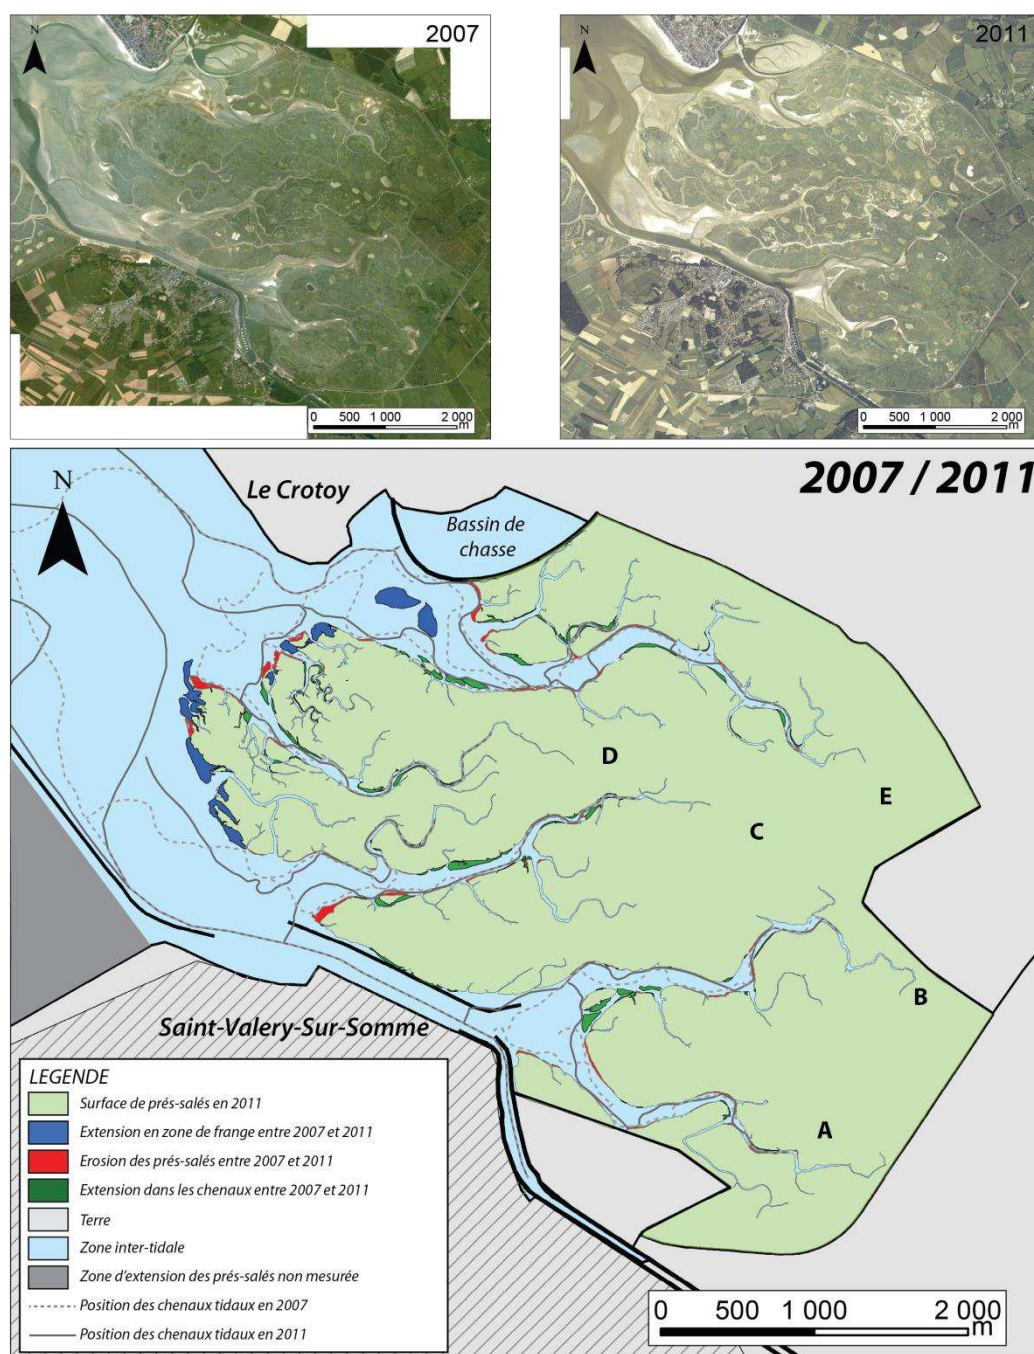 2007
N
0 500 1 000 2 000
m
2011
N
0 500 1 000 2 000
m
2007 / 2011
N
Le Crotoy
Bassin de
chasse
D
E
C
B
A
Saint-Valery-Sur-Somme
LEGENDE
Surface de prés-salés en 2011
Extension en zone de frange entre 2007 et 2011
Erosion des prés-salés entre 2007 et 2011
Extension dans les chenaux entre 2007 et 2011
Terre
Zone inter-tidale
Zone d'extension des prés-salés non mesurée
Position des chenaux tidaux en 2007
Position des chenaux tidaux en 2011
0 500 1 000 2 000
m